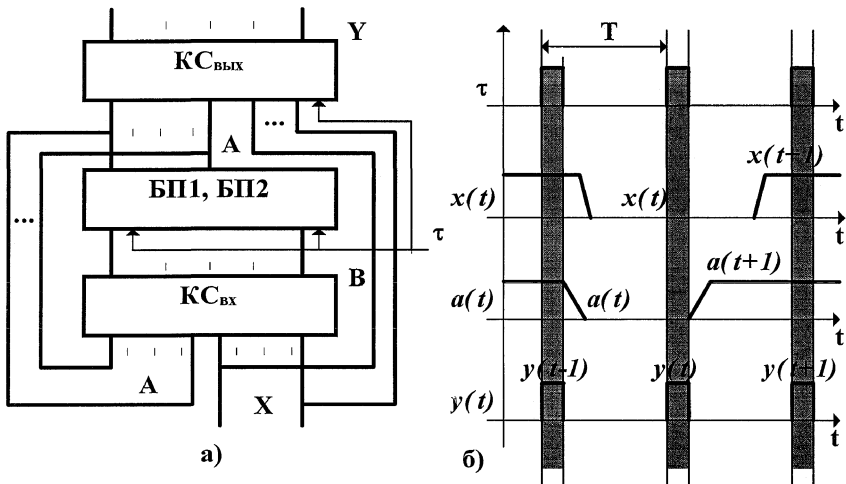 Y
КСвых
...
A
БП1, БП2
...
τ
B
КСвх
A
X
а)
T
τ
t
x(t+1)
x(t)
x(t)
t
a(t+1)
a(t)
a(t)
t
y(t-1)
y(t)
y(t+1)
y(t)
t
б)